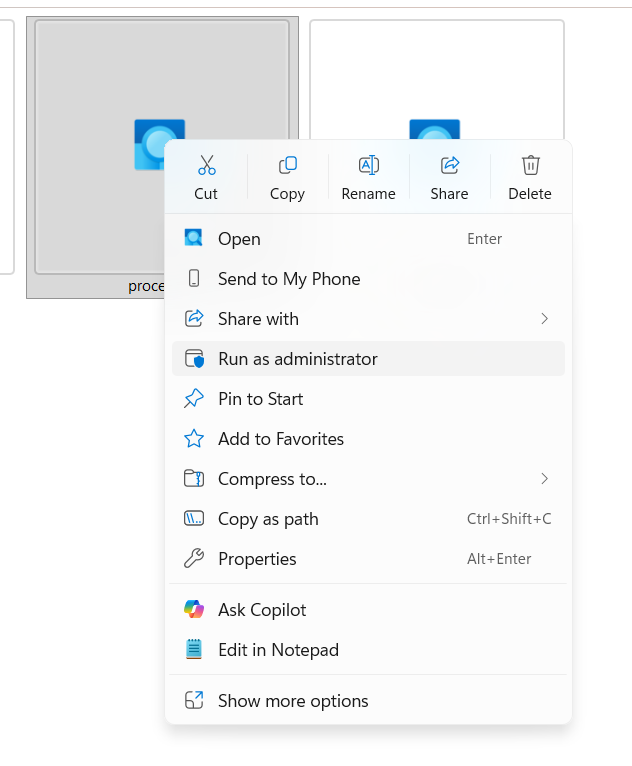 Cut Copy Rename Share Delete
Open Enter
Send to My Phone
Share with
Run as administrator
Pin to Start
Add to Favorites
Compress to...
Copy as path Ctrl+Shift+C
Properties Alt+Enter
Ask Copilot
Edit in Notepad
Show more options